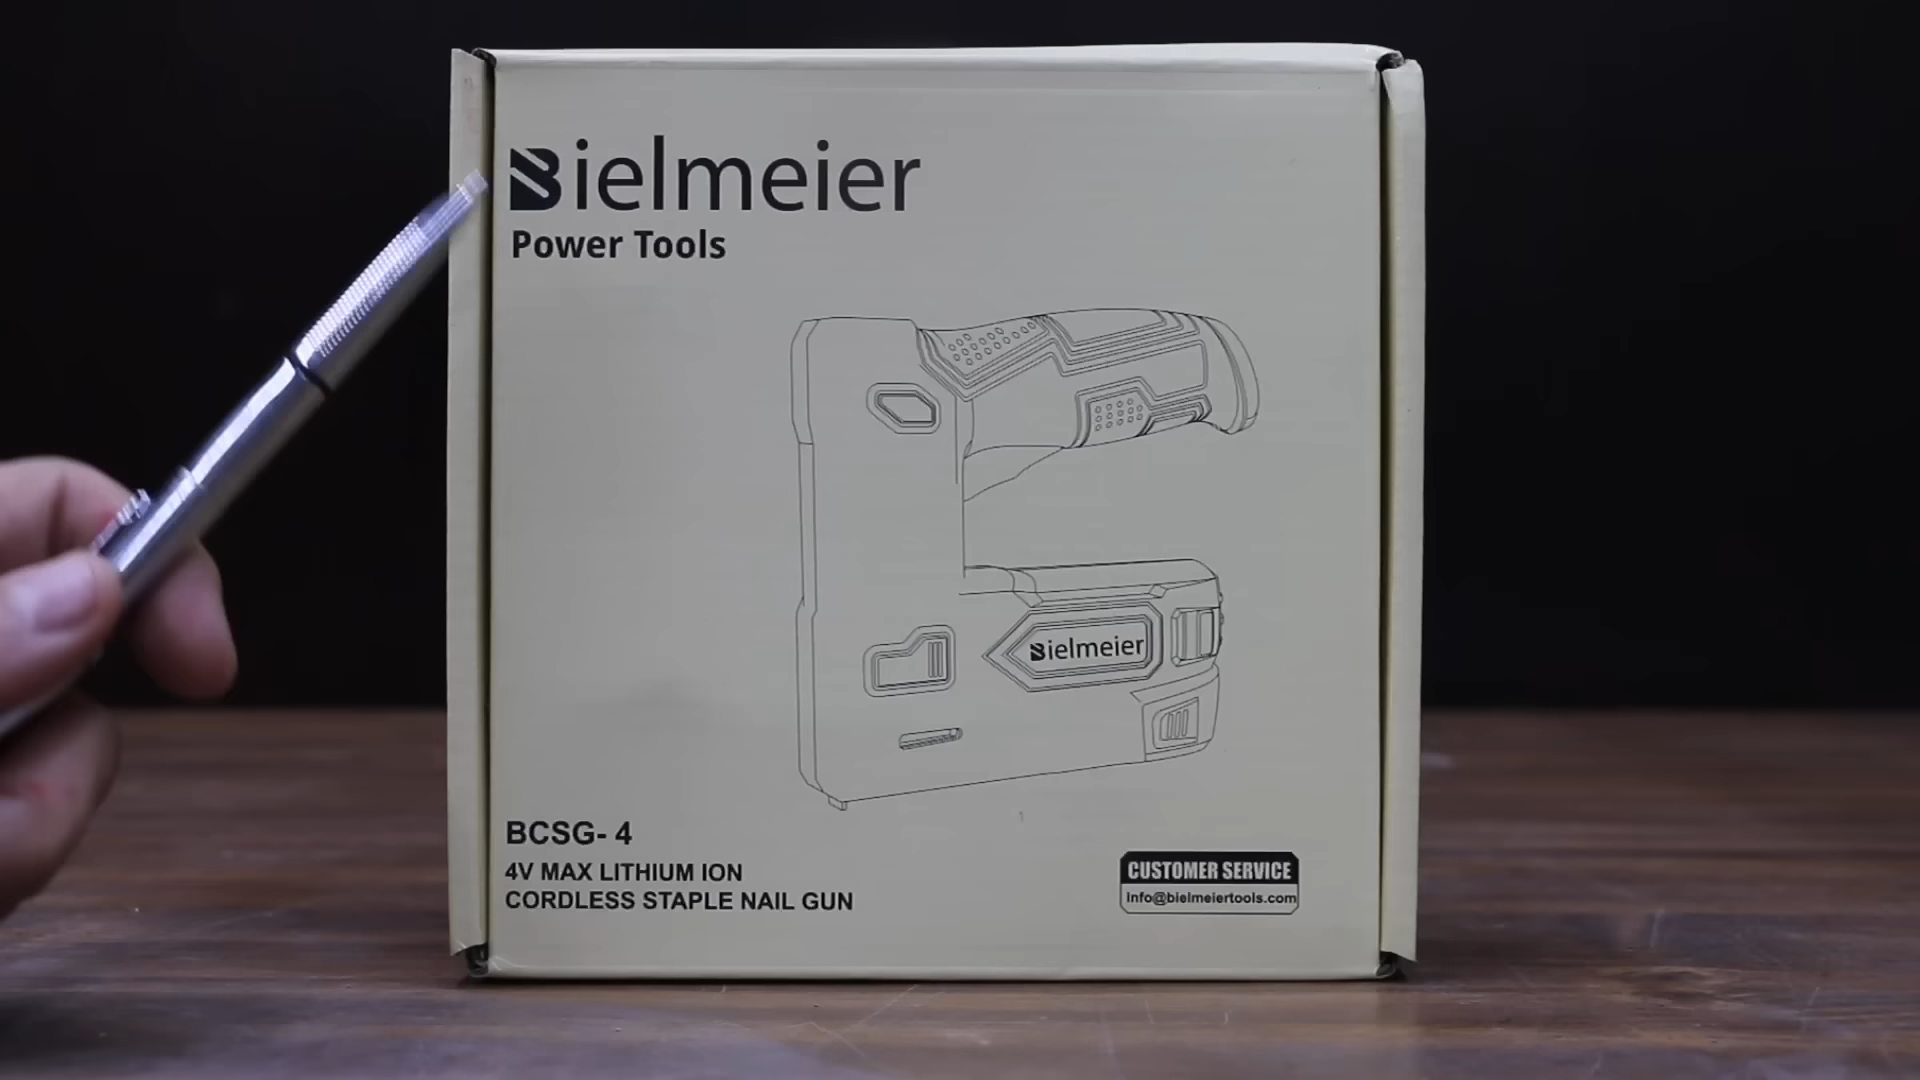 Bielmeier
Power Tools
Bielmeier
BCSG- 4
4V MAX LITHIUM ION
CORDLESS STAPLE NAIL GUN
CUSTOMER SERVICE
Info@bielmeiertools.com